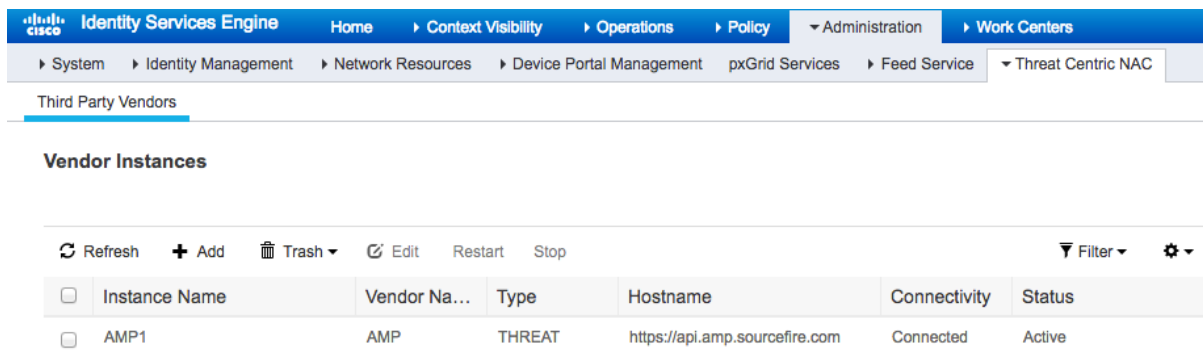 cisco Identity Services Engine Home Context Visibility Operations Policy Administration Work Centers
System Identity Management Network Resources Device Portal Management pxGrid Services Feed Service Threat Centric NAC
Third Party Vendors
Vendor Instances
Refresh Add Trash Edit Restart Stop Filter
Instance Name Vendor Na... Type Hostname Connectivity Status
AMP1 AMP THREAT https://api.amp.sourcefire.com Connected Active